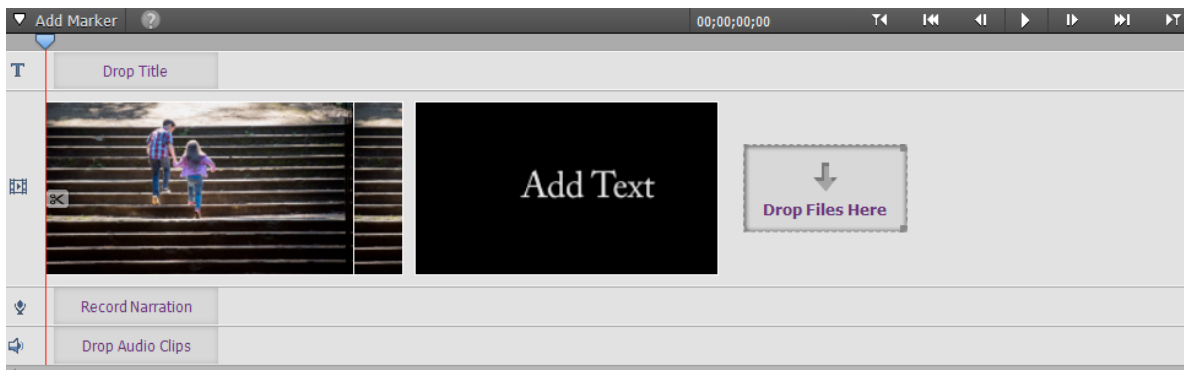 Add Marker ?
00;00;00;00
T
Drop Title
Add Text
Drop Files Here
Record Narration
Drop Audio Clips